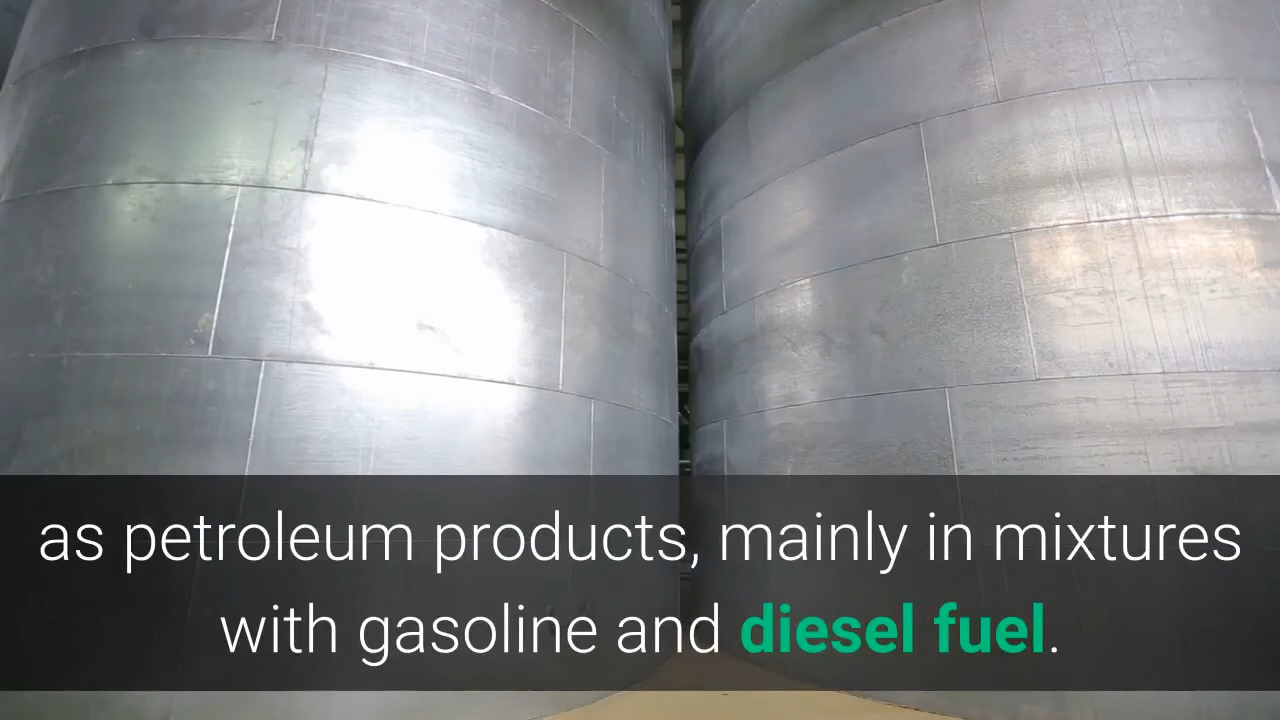 as petroleum products, mainly in mixtures
with gasoline and diesel fuel.